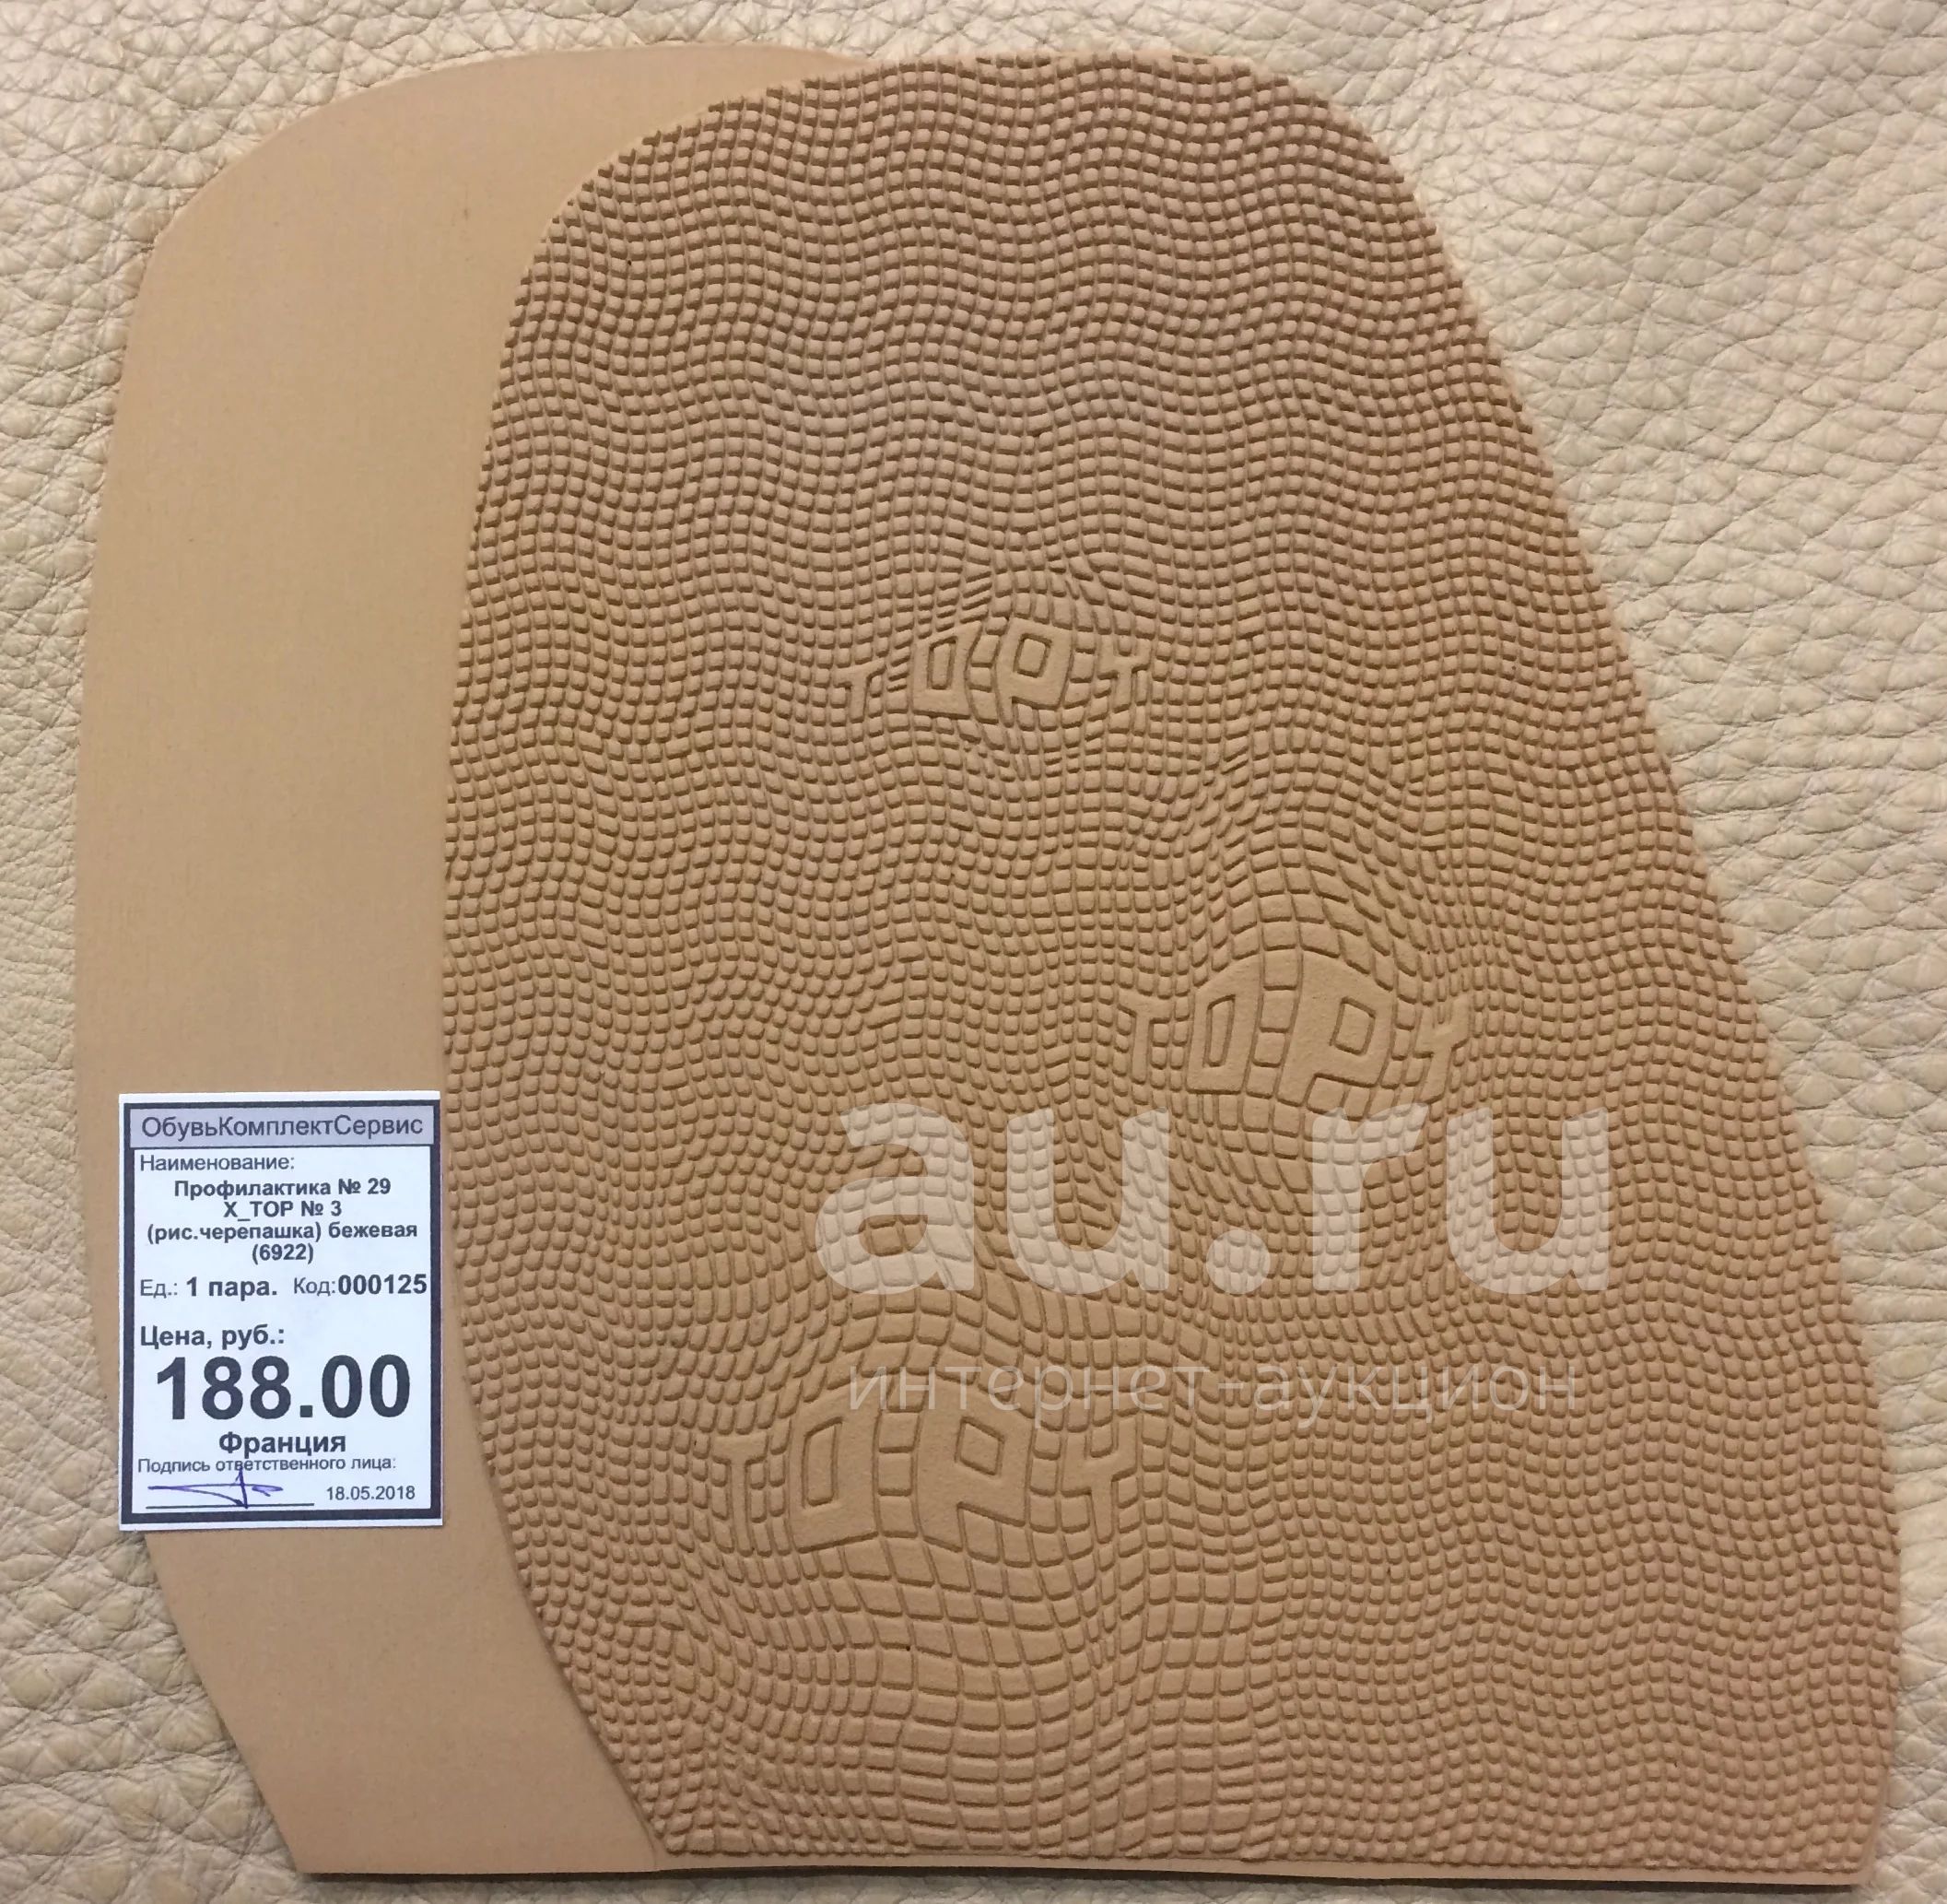 TOPY
TOPY
au.ru
интернет-аукцион
TOPY
ОбувьКомплектСервис
Наименование:
Профилактика № 29
X_TOP № 3
(рис.черепашка) бежевая
(6922)
Ед.: 1 пара. Код:000125
Цена, руб.:
188.00
Франция
Подпись ответственного лица:
18.05.2018